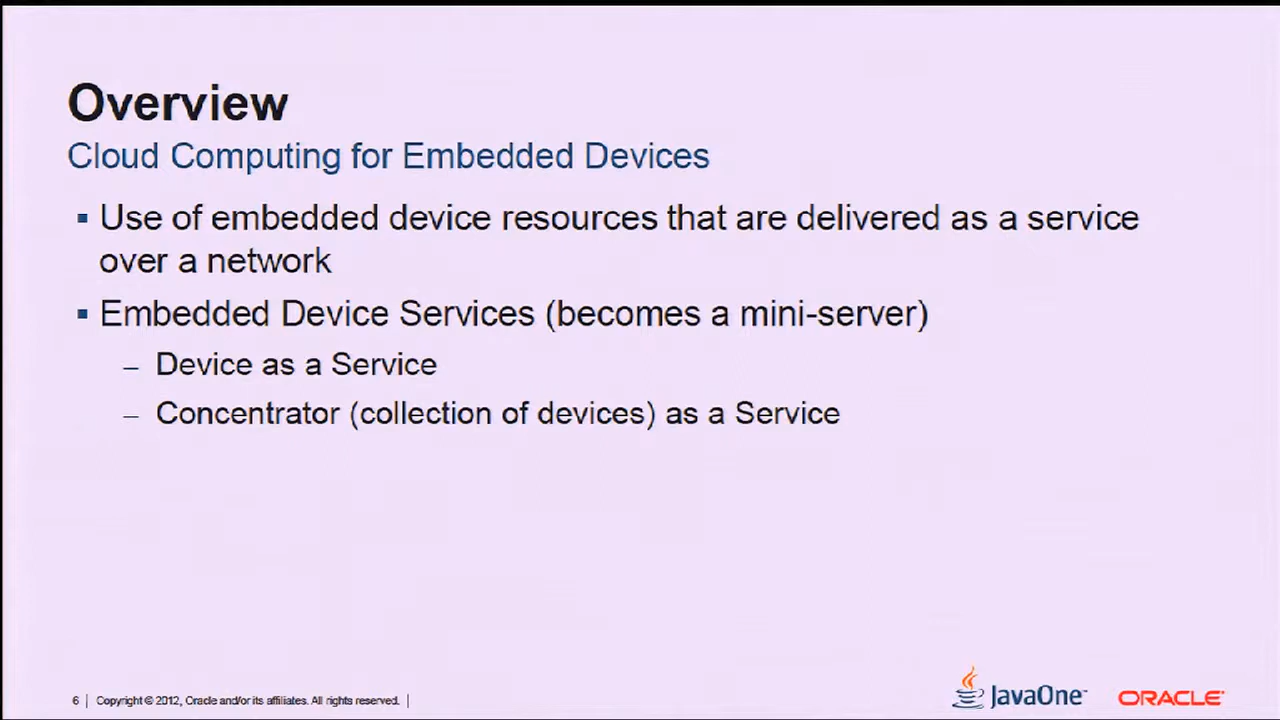 Overview
Cloud Computing for Embedded Devices
▪ Use of embedded device resources that are delivered as a service
over a network
▪ Embedded Device Services (becomes a mini-server)
– Device as a Service
– Concentrator (collection of devices) as a Service
6 | Copyright © 2012, Oracle and/or its affiliates. All rights reserved. |
JavaOne™ ORACLE®